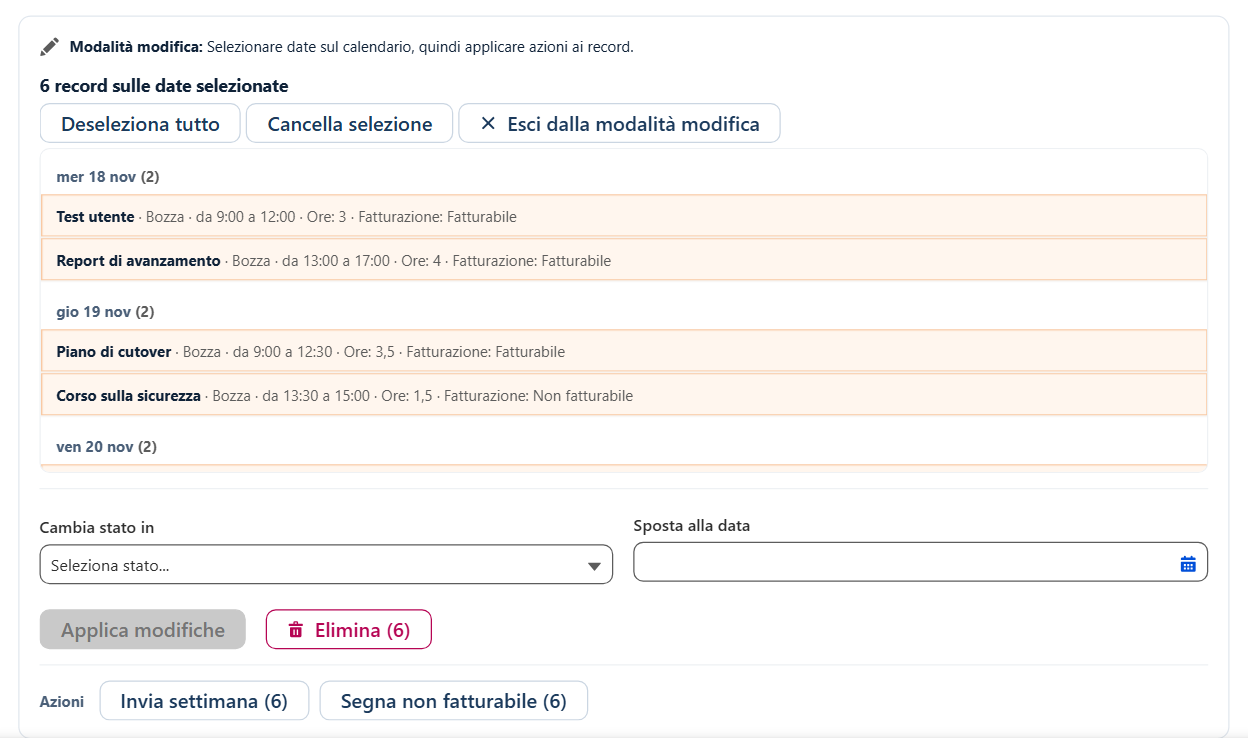 Modalità modifica: Selezionare date sul calendario, quindi applicare azioni ai record.
6 record sulle date selezionate
Deseleziona tutto Cancella selezione Esci dalla modalità modifica
mer 18 nov (2)
Test utente · Bozza · da 9:00 a 12:00 · Ore: 3 · Fatturazione: Fatturabile
Report di avanzamento · Bozza · da 13:00 a 17:00 · Ore: 4 · Fatturazione: Fatturabile
gio 19 nov (2)
Piano di cutover · Bozza · da 9:00 a 12:30 · Ore: 3,5 · Fatturazione: Fatturabile
Corso sulla sicurezza · Bozza · da 13:30 a 15:00 · Ore: 1,5 · Fatturazione: Non fatturabile
ven 20 nov (2)
Cambia stato in
Seleziona stato...
Sposta alla data
Applica modifiche Elimina (6)
Azioni Invia settimana (6) Segna non fatturabile (6)